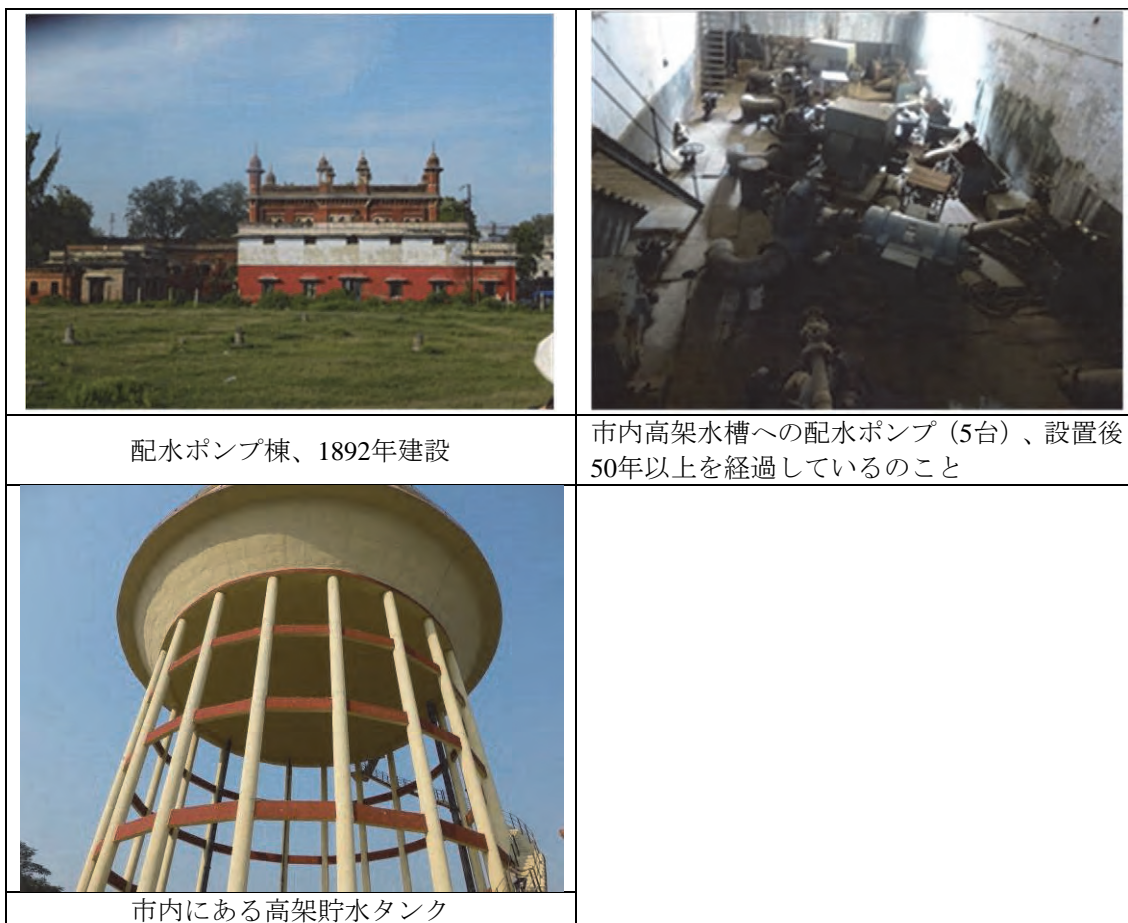 配水ポンプ棟、1892年建設
市内高架水槽への配水ポンプ（5台）、設置後
50年以上を経過しているのこと
市内にある高架貯水タンク